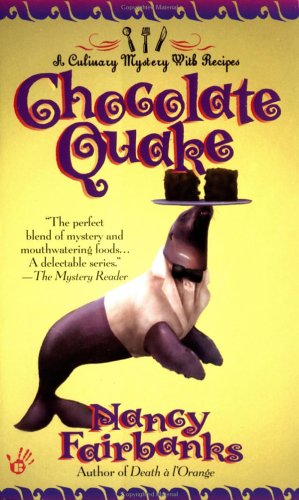 A Culinary Mystery With Recipes
Chocolate
Quake
“The perfect
blend of mystery and
mouthwatering foods…
A delectable series.”
—The Mystery Reader
Nancy
Fairbanks
Author of Death à l’Orange
B